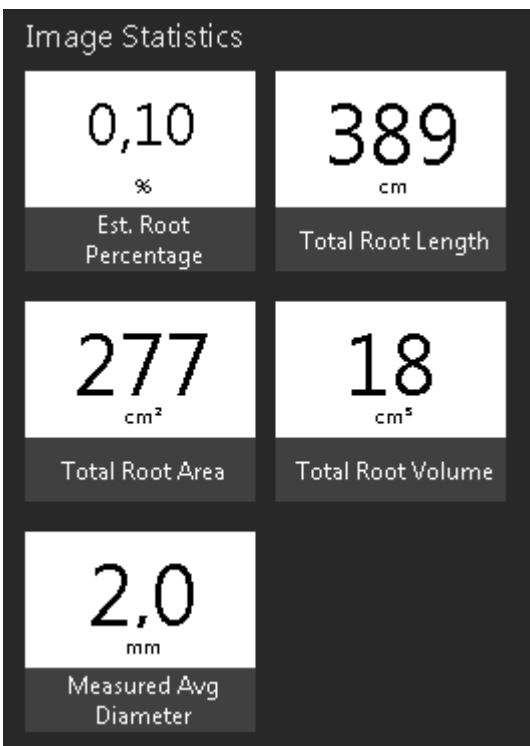 Image Statistics
0,10
%
Est. Root
Percentage
389
cm
Total Root Length
277
cm²
Total Root Area
18
cm³
Total Root Volume
2,0
mm
Measured Avg
Diameter